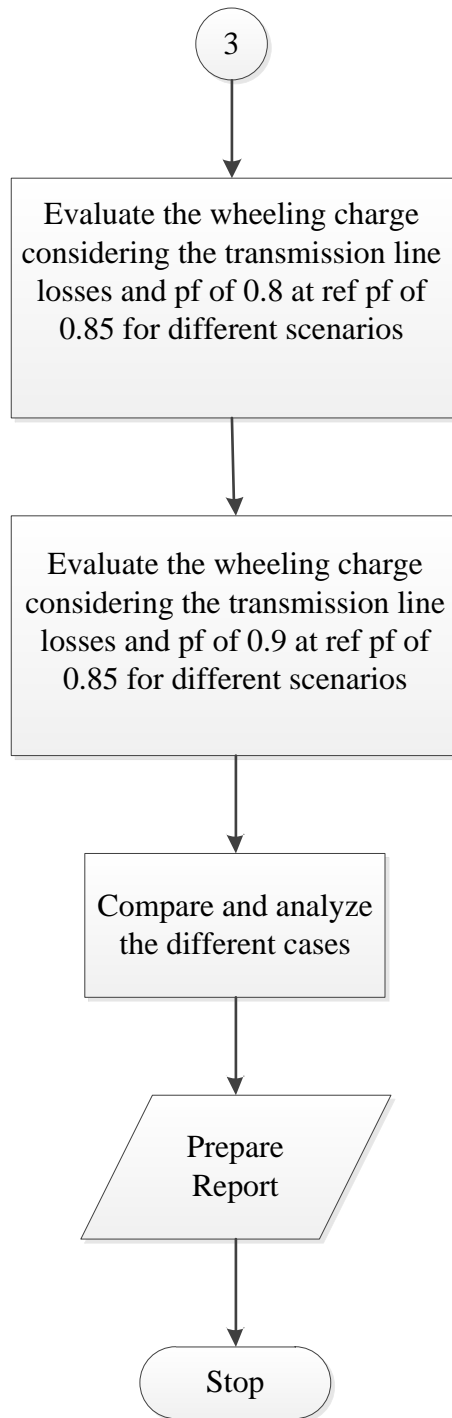 3
Evaluate the wheeling charge
considering the transmission line
losses and pf of 0.8 at ref pf of
0.85 for different scenarios
Evaluate the wheeling charge
considering the transmission line
losses and pf of 0.9 at ref pf of
0.85 for different scenarios
Compare and analyze
the different cases
Prepare
Report
Stop